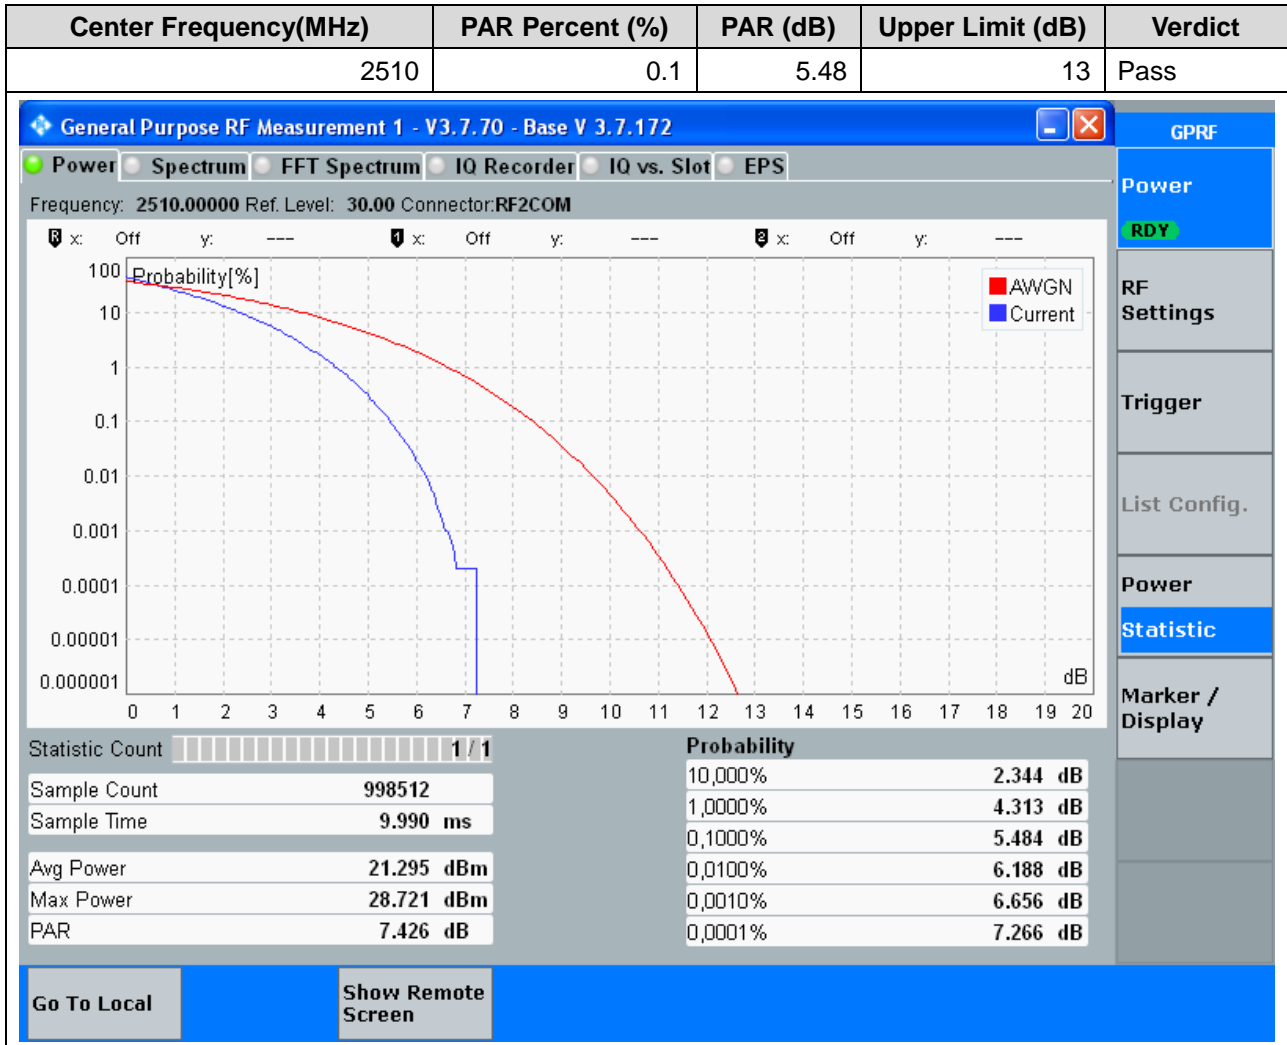 Center Frequency(MHz) PAR Percent (%) PAR (dB) Upper Limit (dB) Verdict
2510 0.1 5.48 13 Pass
General Purpose RF Measurement 1 - V3.7.70 - Base V 3.7.172
GPRF
Power Spectrum FFT Spectrum IQ Recorder IQ vs. Slot EPS
Frequency: 2510.00000 Ref. Level: 30.00 Connector:RF2COM
R x: Off y: --- 1 x: Off y: --- 2 x: Off y: ---
Probability[%]
AWGN
Current
100
10
1
0.1
0.01
0.001
0.0001
0.00001
0.000001
dB
0 1 2 3 4 5 6 7 8 9 10 11 12 13 14 15 16 17 18 19 20
Statistic Count 1 / 1
Sample Count 998512
Sample Time 9.990 ms
Avg Power 21.295 dBm
Max Power 28.721 dBm
PAR 7.426 dB
Probability
10,000% 2.344 dB
1,0000% 4.313 dB
0,1000% 5.484 dB
0,0100% 6.188 dB
0,0010% 6.656 dB
0,0001% 7.266 dB
Power
RDY
RF
Settings
Trigger
List Config.
Power
Statistic
Marker /
Display
Go To Local
Show Remote
Screen